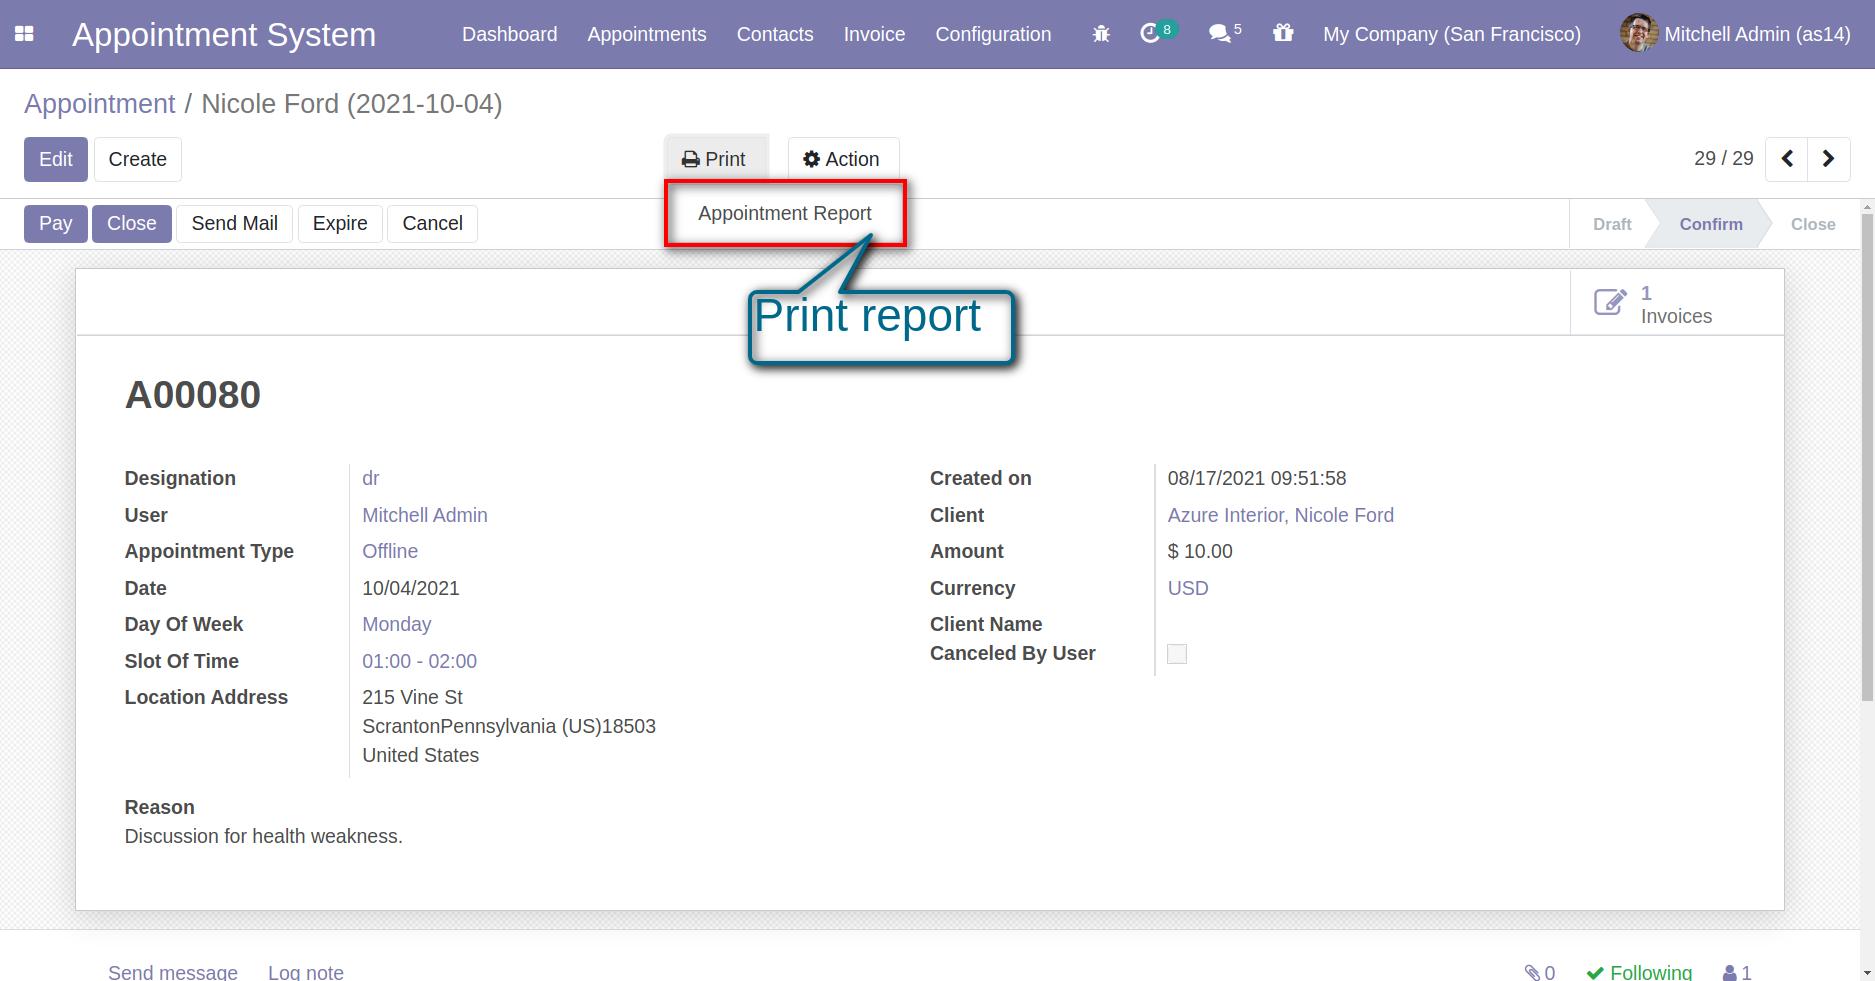 Appointment System Dashboard Appointments Contacts Invoice Configuration 8 5 My Company (San Francisco) Mitchell Admin (as14)
Appointment / Nicole Ford (2021-10-04)
Edit Create Print Action 29 / 29
Pay Close Send Mail Expire Cancel Appointment Report Draft Confirm Close
1
Invoices
Print report
A00080
Designation dr Created on 08/17/2021 09:51:58
User Mitchell Admin Client Azure Interior, Nicole Ford
Appointment Type Offline Amount $ 10.00
Date 10/04/2021 Currency USD
Day Of Week Monday Client Name
Slot Of Time 01:00 - 02:00 Canceled By User
Location Address 215 Vine St
ScrantonPennsylvania (US)18503
United States
Reason
Discussion for health weakness.
Send message Log note 0 Following 1